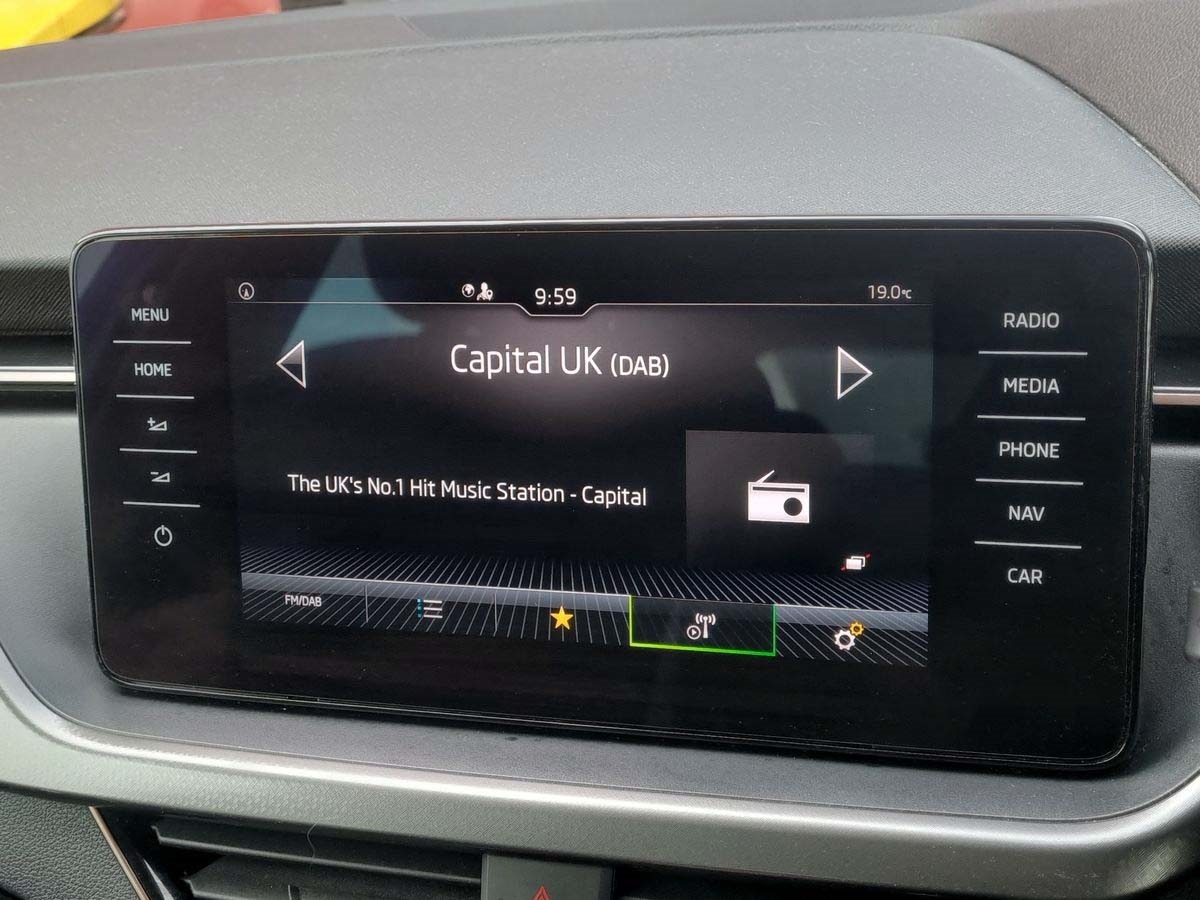 9:59
19.0°C
MENU
HOME
Capital UK (DAB)
The UK's No.1 Hit Music Station - Capital
FM/DAB
RADIO
MEDIA
PHONE
NAV
CAR